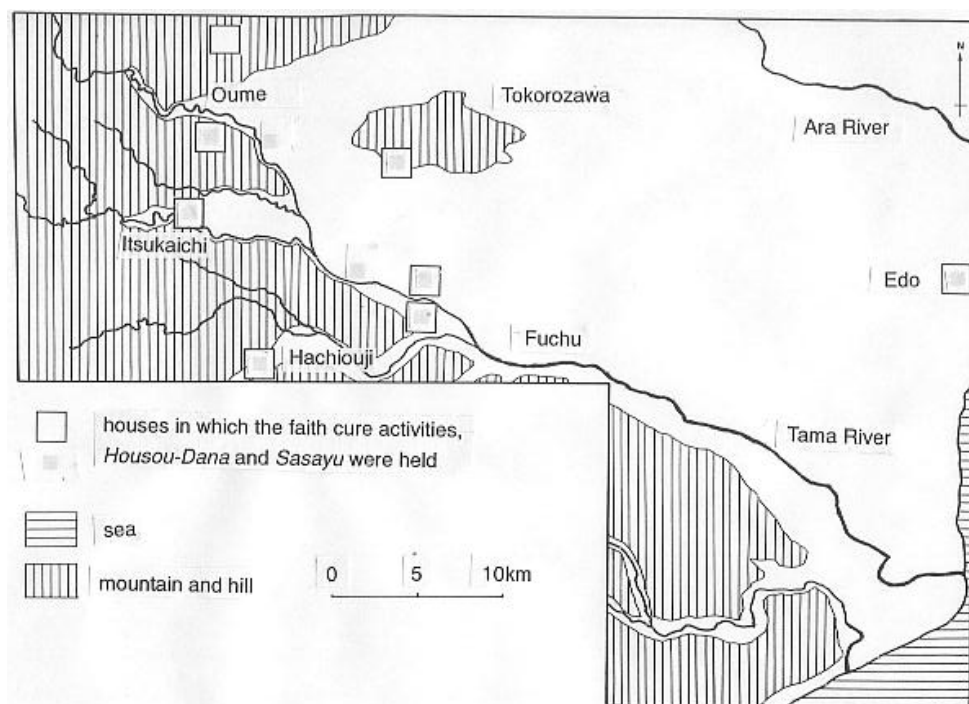 N
Oume
Tokorozawa
Ara River
Itsukaichi
Edo
Fuchu
Hachiouji
houses in which the faith cure activities,
Housou-Dana and Sasayu were held
Tama River
sea
mountain and hill
0 5 10km